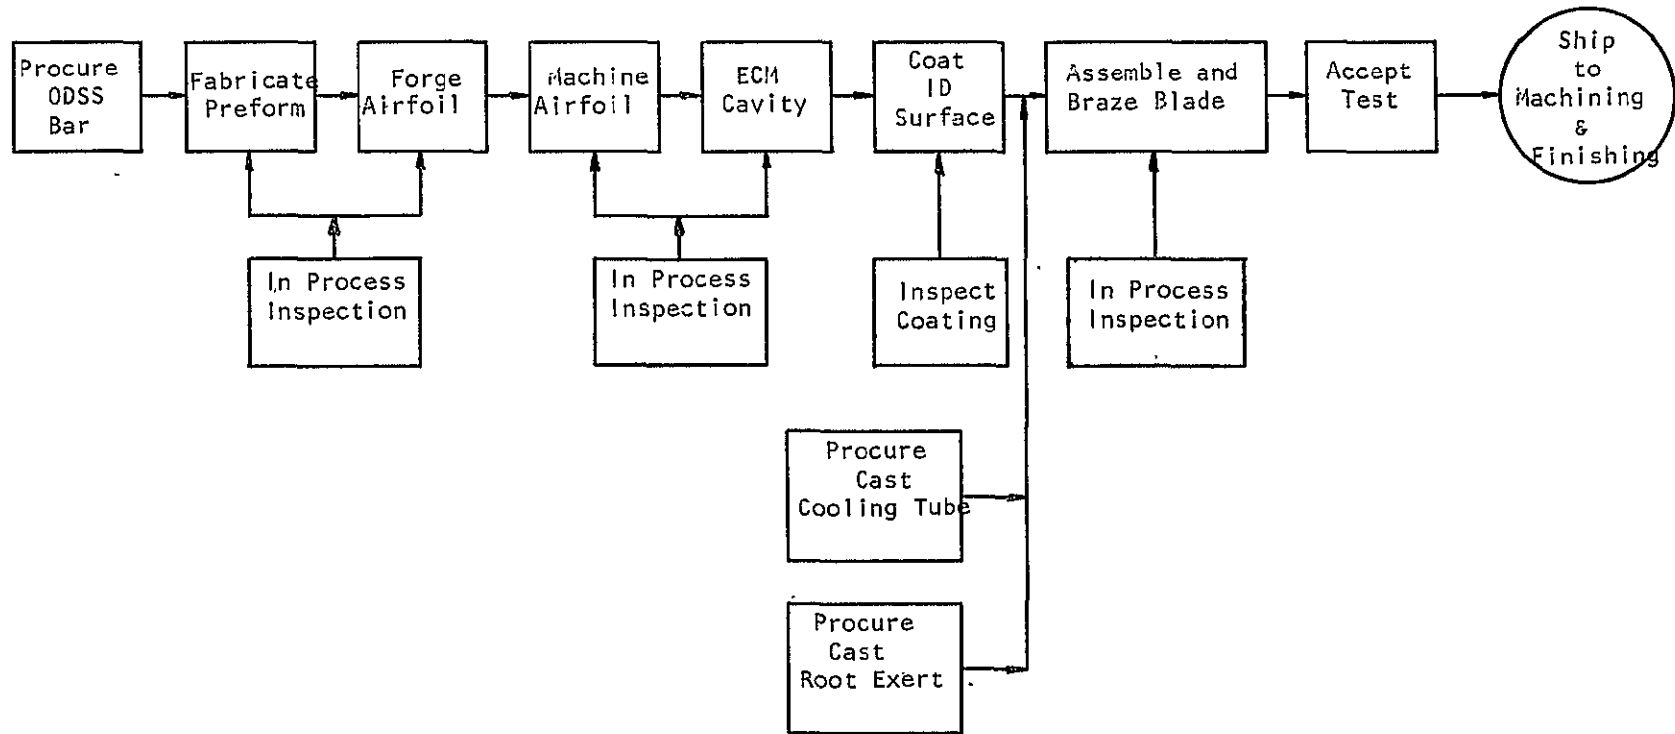 Procure
ODSS
Bar
Fabricate
Preform
Forge
Airfoil
Machine
Airfoil
ECM
Cavity
Coat
ID
Surface
Assemble and
Braze Blade
Accept
Test
Ship
to
Machining
&
Finishing
In Process
Inspection
In Process
Inspection
Inspect
Coating
In Process
Inspection
Procure
Cast
Cooling Tube
Procure
Cast
Root Exert